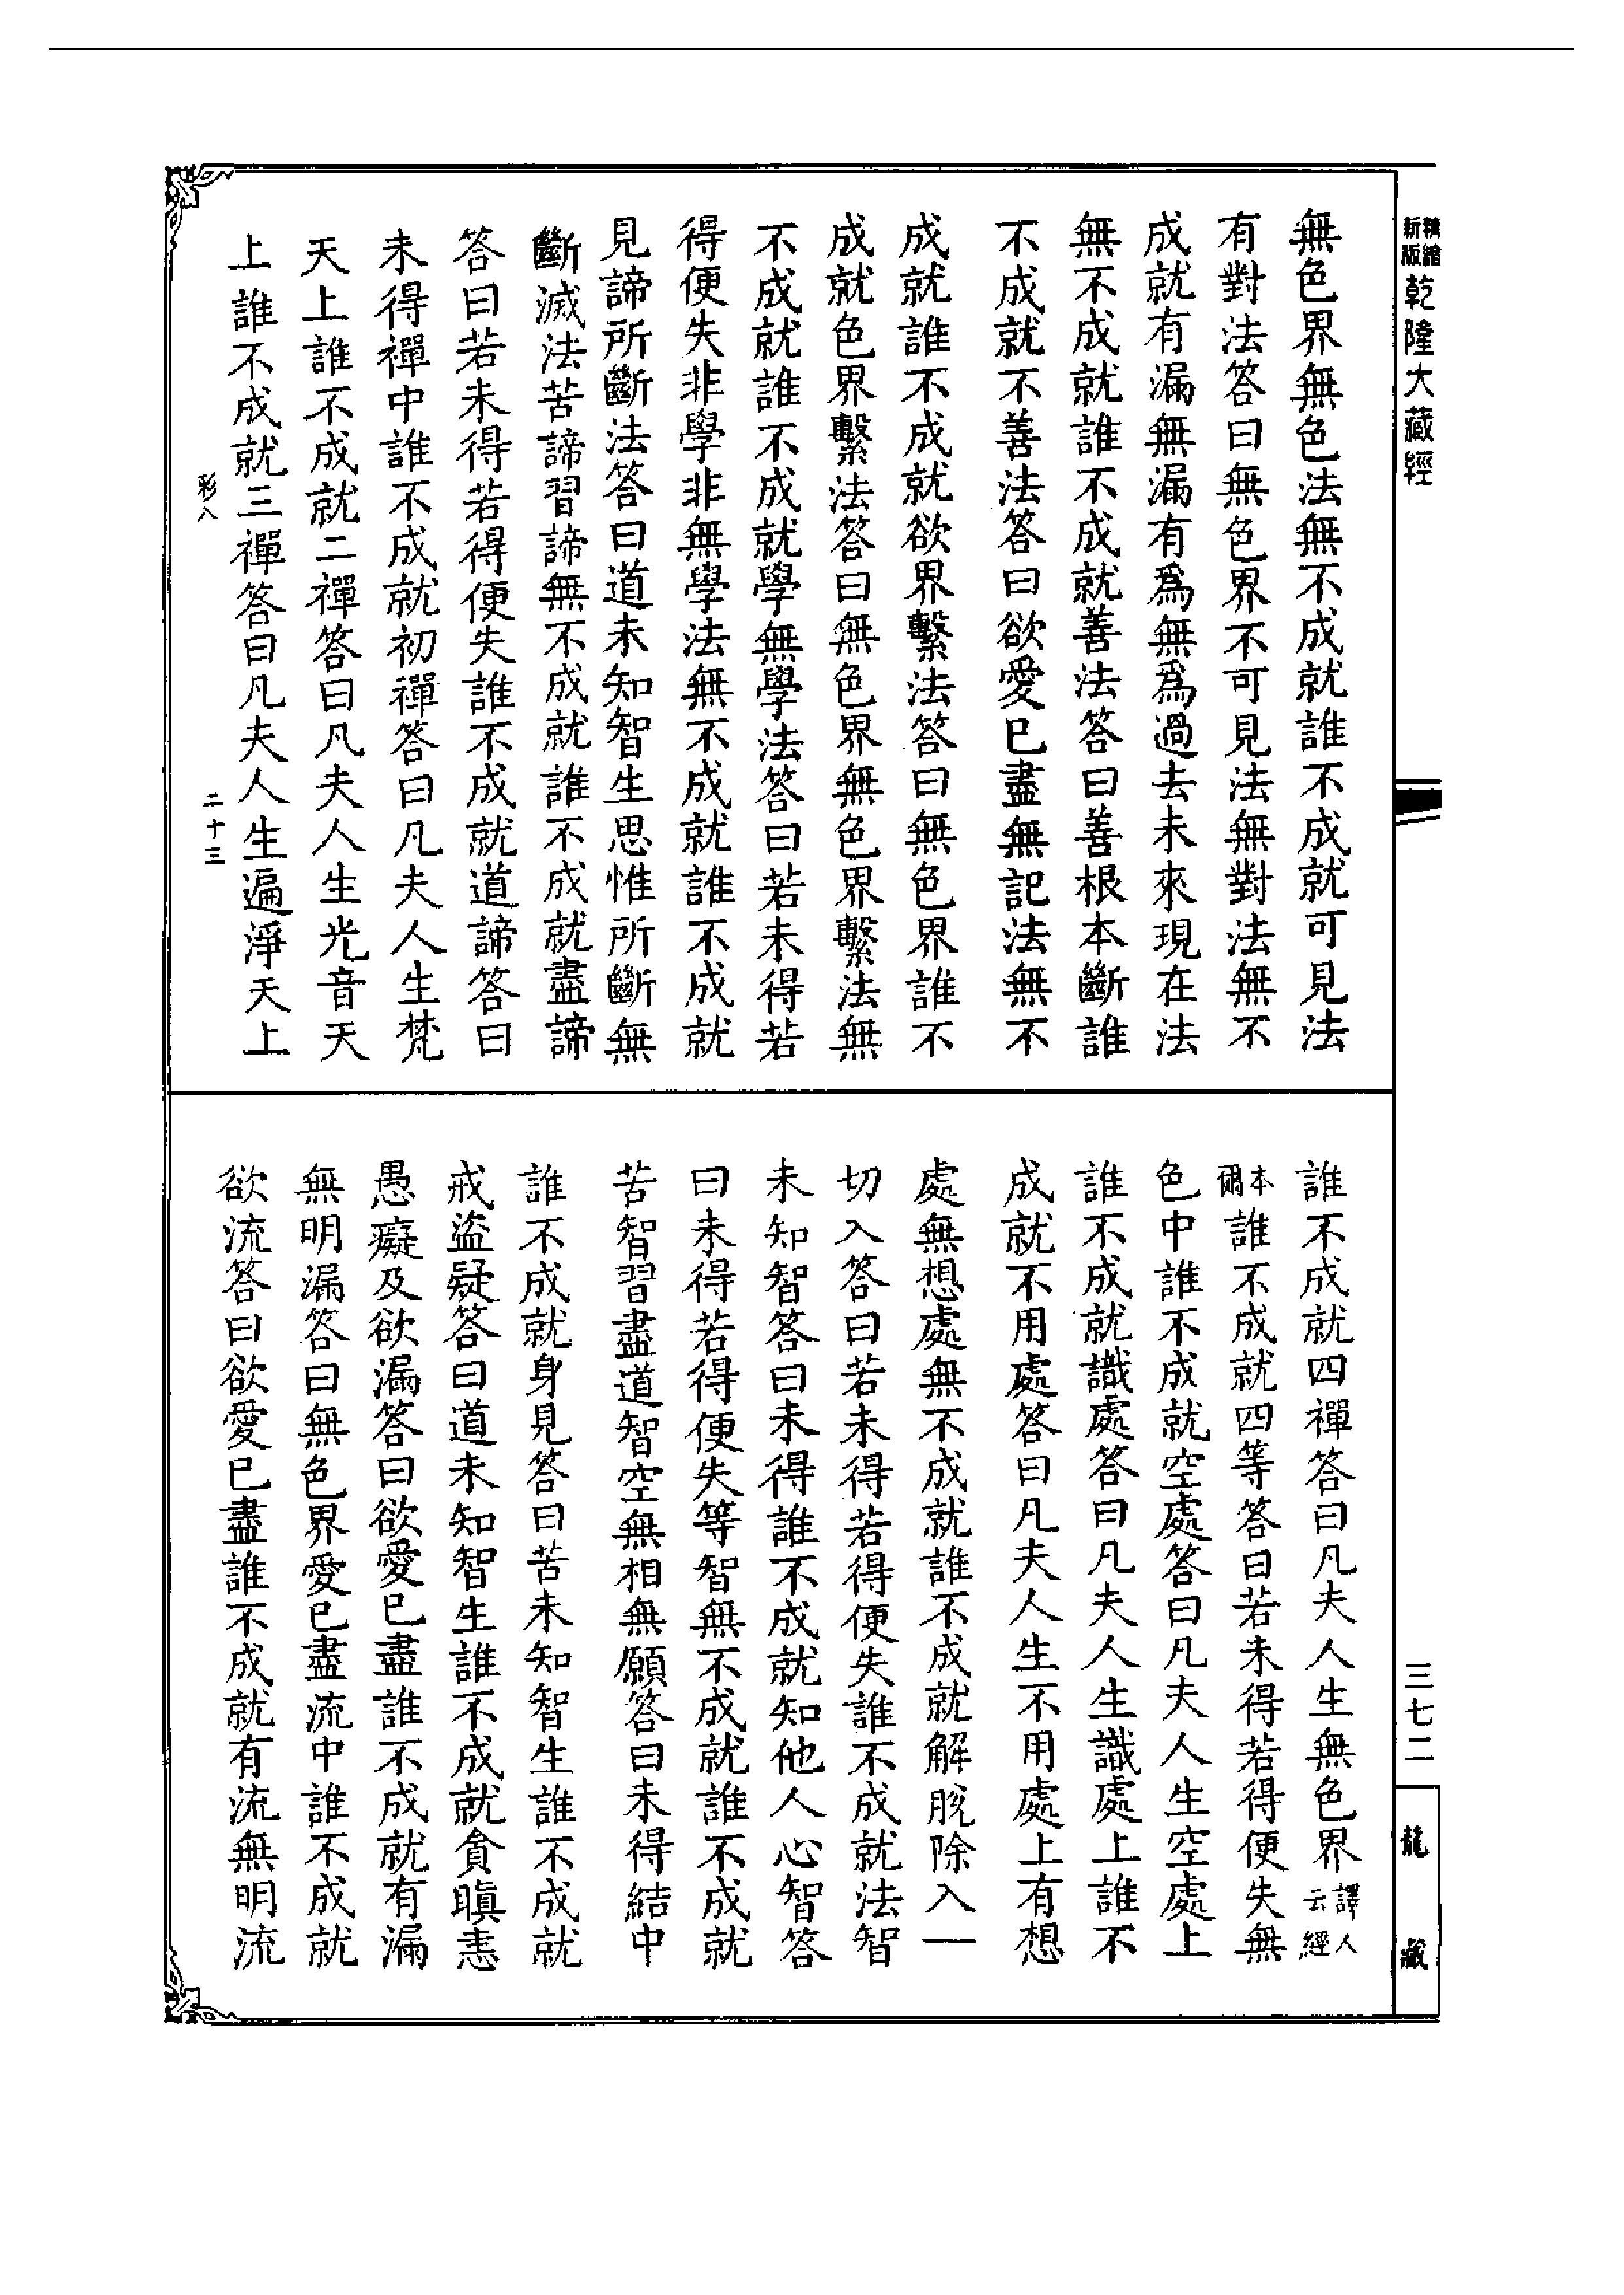 新版精縮乾隆大藏經
無色界無色法無不成就誰不成就可見法
有對法答曰無色界不可見法無對法無不
成就有漏無漏有爲無爲過去未來現在法
無不成就誰不成就善法答曰善根本斷誰
不成就不善法答曰欲愛已盡無記法無不
成就誰不成就欲界繫法答曰無色界誰不
成就色界繫法答曰無色界無色界繫法無
不成就誰不成就學無學法答曰若未得若
得便失非學非無學法無不成就誰不成就
見諦所斷法答曰道未知智生思惟所斷無
斷滅法苦諦習諦無不成就誰不成就盡諦
答曰若未得若得便失誰不成就道諦答曰
未得禪中誰不成就初禪答曰凡夫人生梵
天上誰不成就二禪答曰凡夫人生光音天
上誰不成就三禪答曰凡夫人生遍淨天上
彩八
二十三
誰不成就四禪答曰凡夫人生無色界譯人云經
本爾誰不成就四等答曰若未得若得便失無
色中誰不成就空處答曰凡夫人生空處上
誰不成就識處答曰凡夫人生識處上誰不
成就不用處答曰凡夫人生不用處上有想
處無想處無不成就誰不成就解脫除入一
切入答曰若未得若得便失誰不成就法智
未知智答曰未得誰不成就知他人心智答
曰未得若得便失等智無不成就誰不成就
苦智習盡道智空無相無願答曰未得結中
誰不成就身見答曰苦未知智生誰不成就
戒盜疑答曰道未知智生誰不成就貪瞋恚
愚癡及欲漏答曰欲愛已盡誰不成就有漏
無明漏答曰無色界愛已盡流中誰不成就
欲流答曰欲愛已盡誰不成就有流無明流
三七二
龍藏